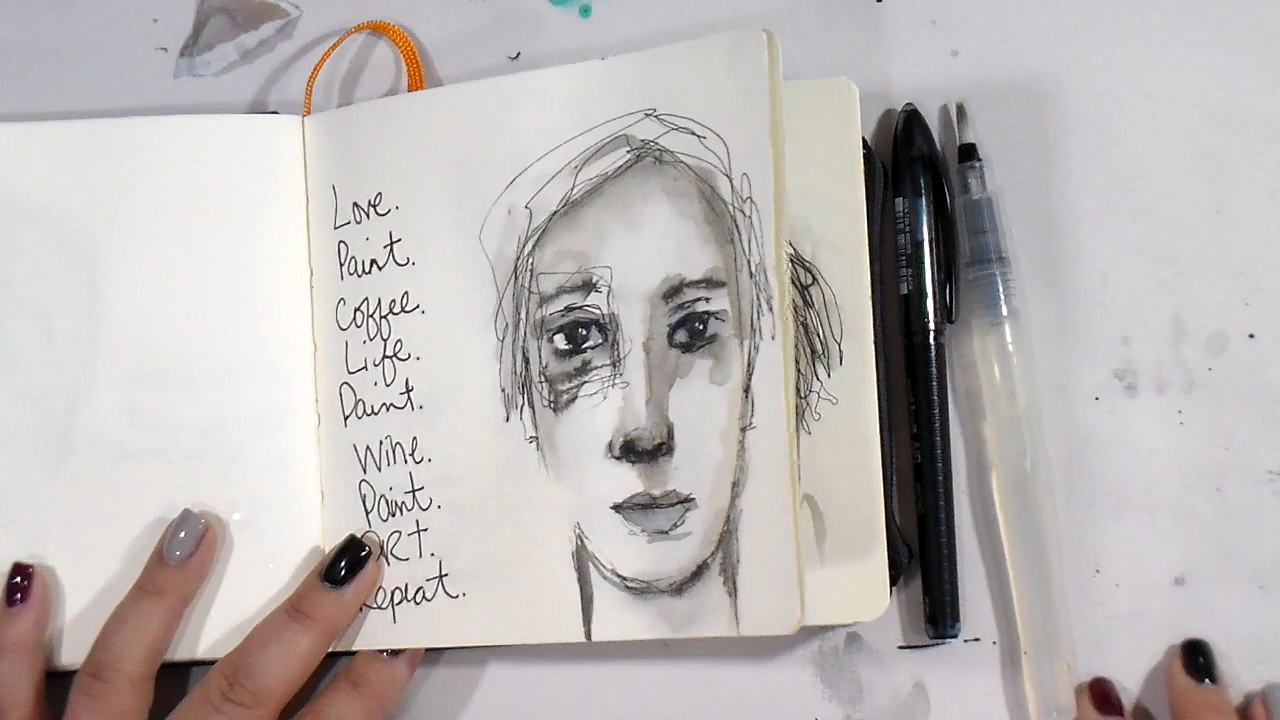 Love.
Paint.
Coffee.
Life.
Paint.
Wine.
Paint.
ART.
Repeat.